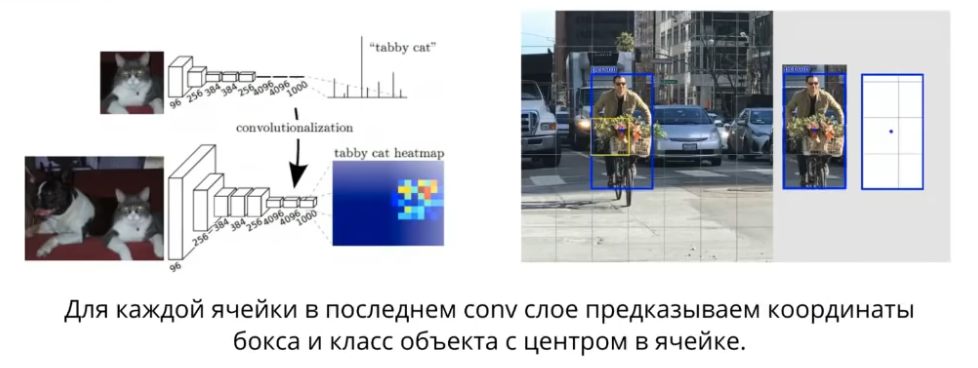 "tabby cat"
96
256
384
384
256
4096
4096
1000
convolutionalization
tabby cat heatmap
96
256
384
384
256
4096
4096
1000
person
Для каждой ячейки в последнем conv слое предказываем координаты
бокса и класс объекта с центром в ячейке.